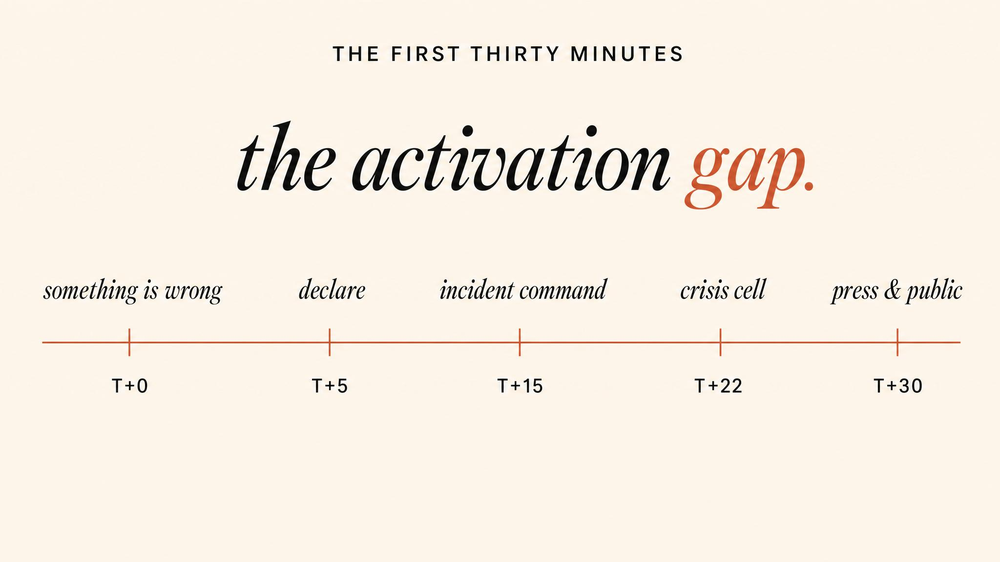 THE FIRST THIRTY MINUTES
the activation gap.
something is wrong declare incident command crisis cell press & public
T+0 T+5 T+15 T+22 T+30